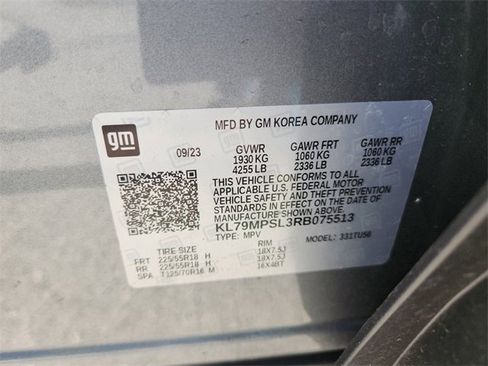 gm
MFD BY GM KOREA COMPANY
09/23 GVWR GAWR FRT GAWR RR
1930 KG 1060 KG 1060 KG
4255 LB 2336 LB 2336 LB
THIS VEHICLE CONFORMS TO ALL
APPLICABLE U.S. FEDERAL MOTOR
VEHICLE SAFETY AND THEFT PREVENTION
STANDARDS IN EFFECT ON THE DATE OF
MANUFACTURE SHOWN ABOVE.
KL79MPSL3RB075513
TYPE: MPV MODEL: 331TU56
TIRE SIZE RIM
FRT 225/55R18 H 18X7.5J
RR 225/55R18 H 18X7.5J
SPA T125/70R16 M 16X4BT